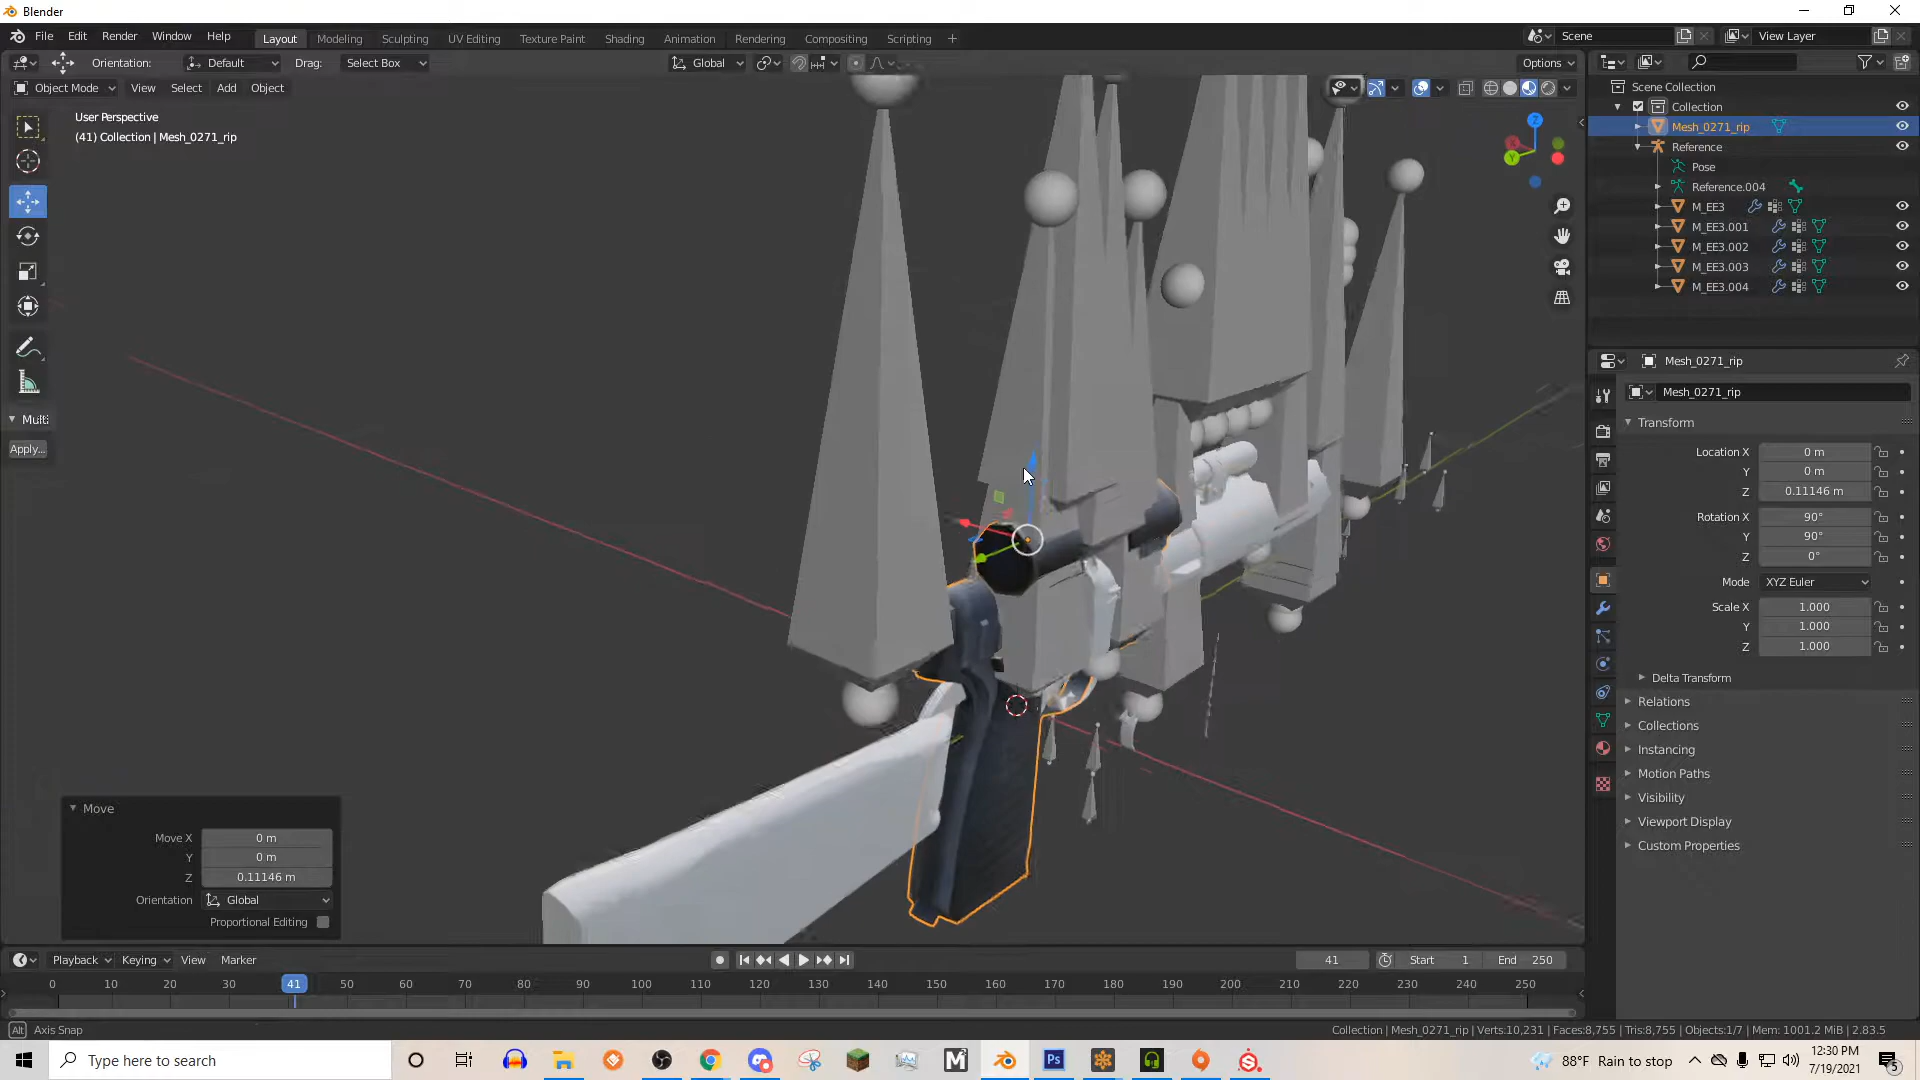 Blender
File Edit Render Window Help
Layout Modeling Sculpting UV Editing Texture Paint Shading Animation Rendering Compositing Scripting +
Scene View Layer
Orientation: Default Drag: Select Box Global Options
Object Mode View Select Add Object
User Perspective
(41) Collection | Mesh_0271_rip
Z
Y
Scene Collection
Collection
Mesh_0271_rip
Reference
Pose
Reference.004
M_EE3
M_EE3.001
M_EE3.002
M_EE3.003
M_EE3.004
Apply...
Mesh_0271_rip
Mesh_0271_rip
Transform
Location X 0 m
Y 0 m
Z 0.11146 m
Rotation X 90°
Y 90°
Z 0°
Mode XYZ Euler
Scale X 1.000
Y 1.000
Z 1.000
Delta Transform
Relations
Collections
Instancing
Motion Paths
Visibility
Viewport Display
Custom Properties
Move
Move X 0 m
Y 0 m
Z 0.11146 m
Orientation Global
Proportional Editing
Playback Keying View Marker 41 Start 1 End 250
0 10 20 30 41 50 60 70 80 90 100 110 120 130 140 150 160 170 180 190 200 210 220 230 240 250
Alt Axis Snap
Collection | Mesh_0271_rip | Verts:10,231 | Faces:8,755 | Tris:8,755 | Objects:1/7 | Mem: 1001.2 MiB | 2.83.5
Type here to search
M
Ps
88°F Rain to stop
12:30 PM
7/19/2021
5